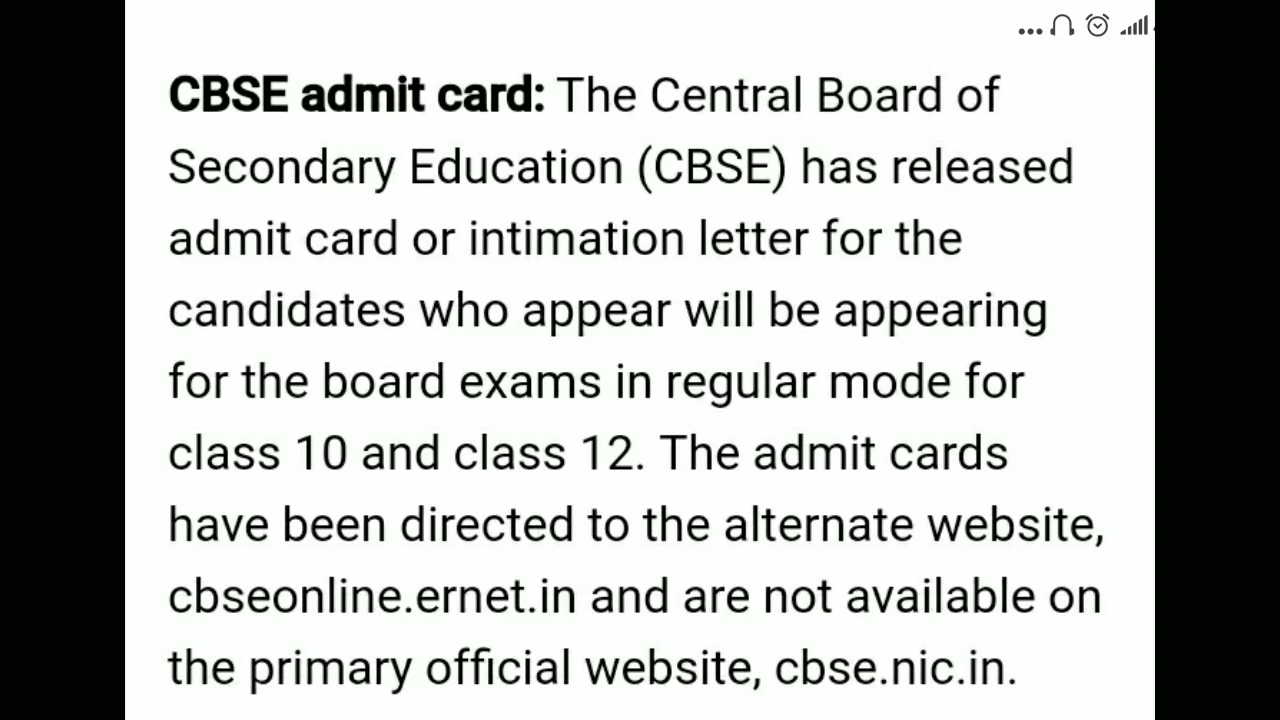 CBSE admit card: The Central Board of
Secondary Education (CBSE) has released
admit card or intimation letter for the
candidates who appear will be appearing
for the board exams in regular mode for
class 10 and class 12. The admit cards
have been directed to the alternate website,
cbseonline.ernet.in and are not available on
the primary official website, cbse.nic.in.